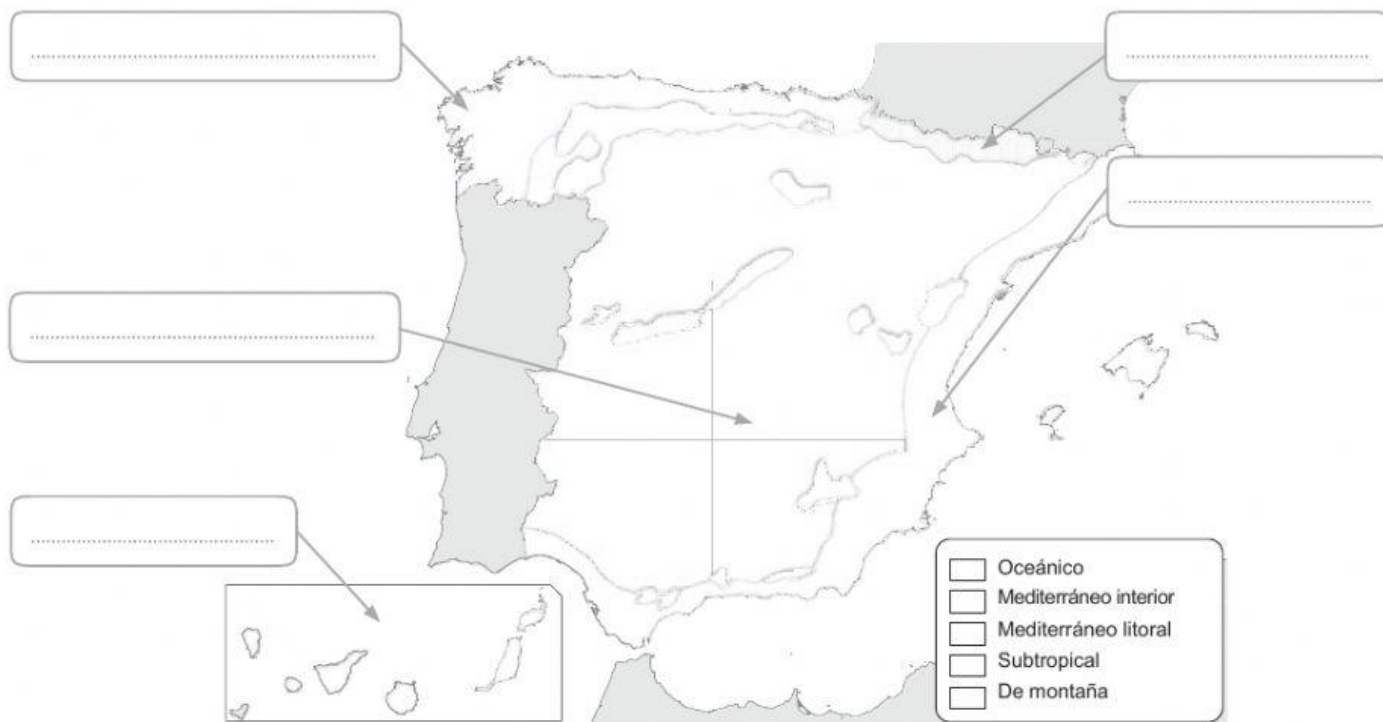 Oceánico
Mediterráneo interior
Mediterráneo litoral
Subtropical
De montaña